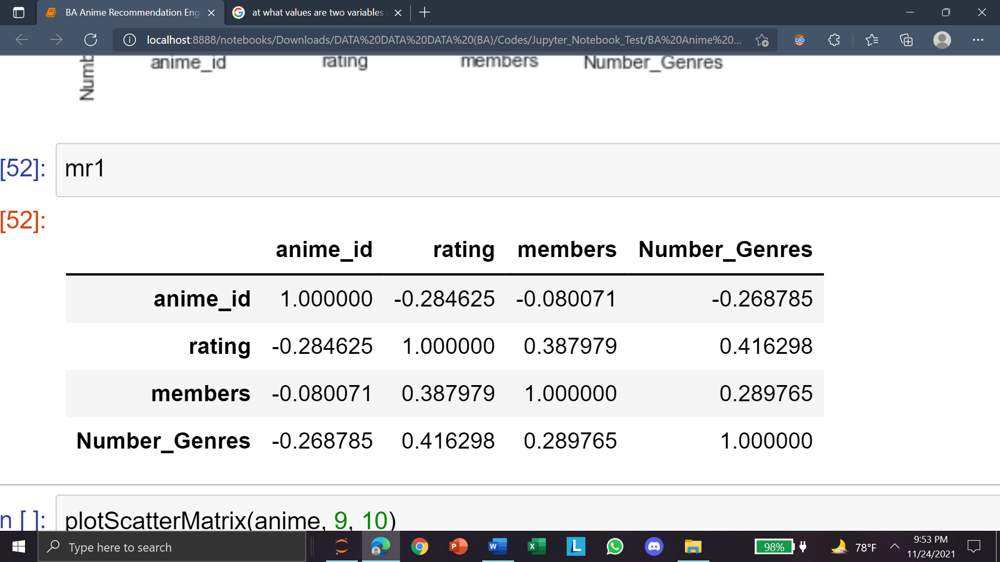 BA Anime Recommendation Eng
at what values are two variables
localhost:8888/notebooks/Downloads/DATA%20DATA%20DATA%20(BA)/Codes/Jupyter_Notebook_Test/BA%20Anime%20...
Numb
anime_id rating members Number_Genres
[52]: mr1
[52]:
anime_id rating members Number_Genres
anime_id 1.000000 -0.284625 -0.080071 -0.268785
rating -0.284625 1.000000 0.387979 0.416298
members -0.080071 0.387979 1.000000 0.289765
Number_Genres -0.268785 0.416298 0.289765 1.000000
n [ ]: plotScatterMatrix(anime, 9, 10)
Type here to search
98%
78°F
9:53 PM
11/24/2021